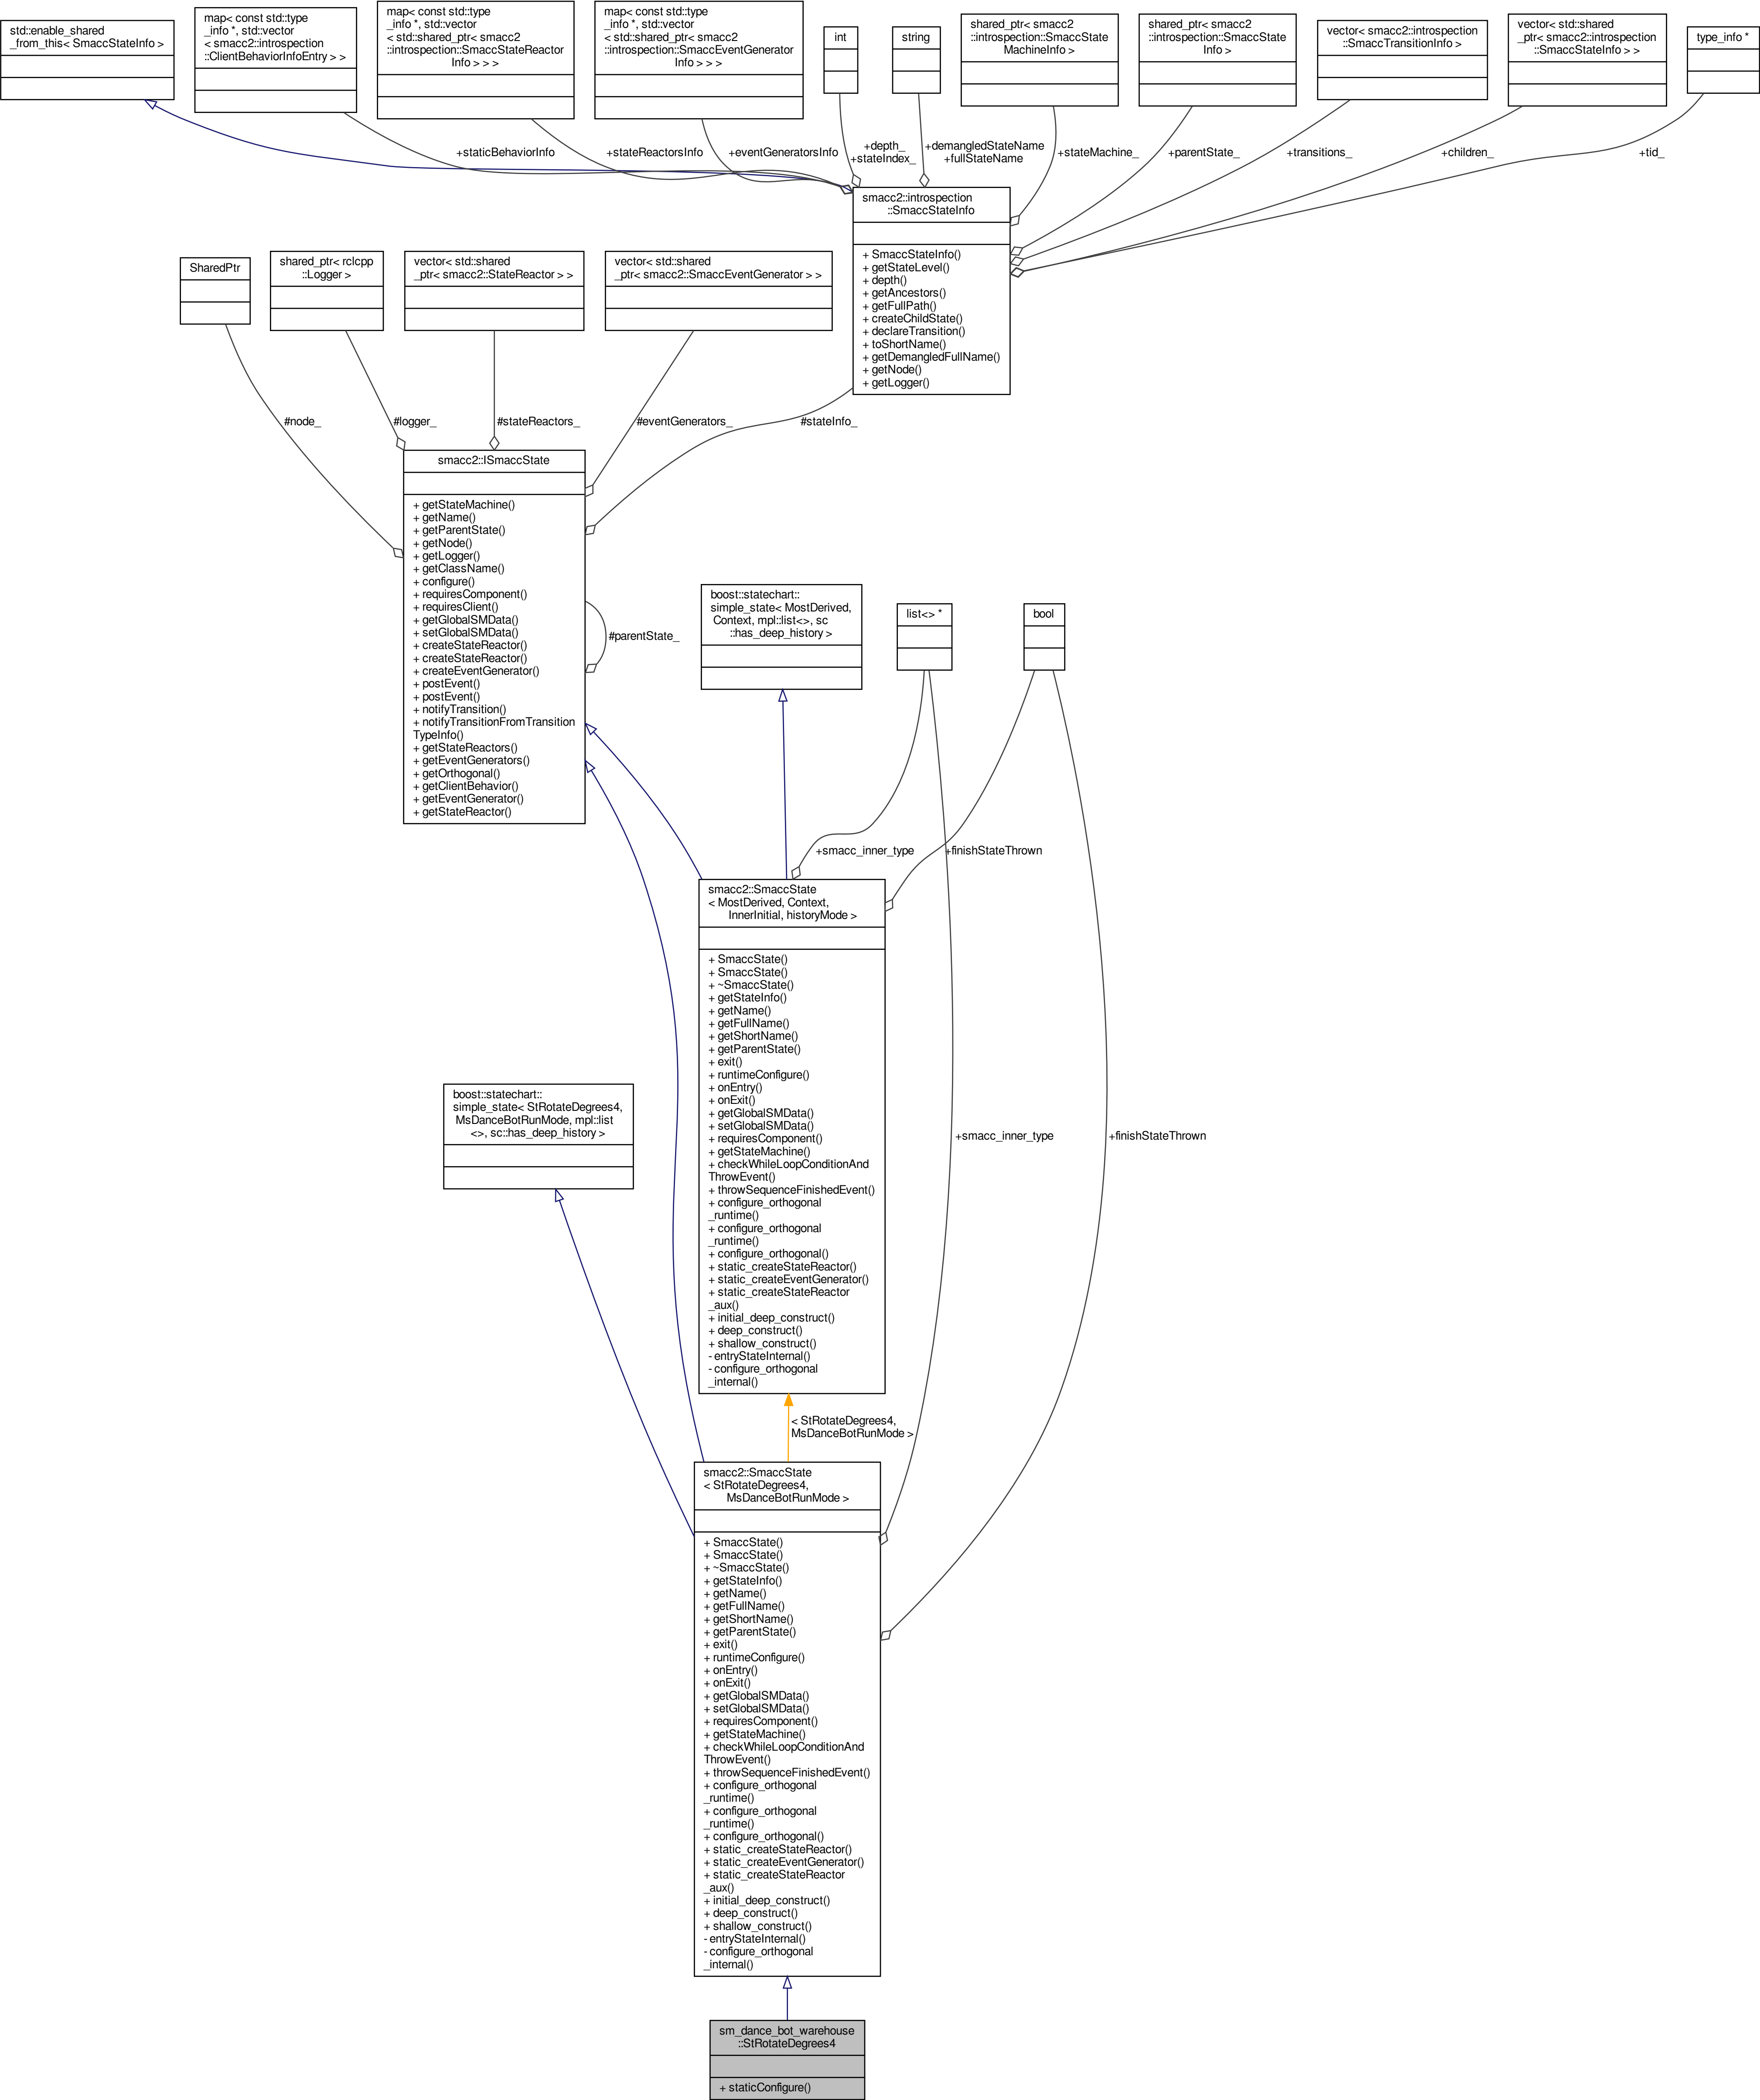 std::enable_shared
_from_this< SmaccStateInfo >
map< const std::type
_info *, std::vector
< smacc2::introspection
::ClientBehaviorInfoEntry > >
map< const std::type
_info *, std::vector
< std::shared_ptr< smacc2
::introspection::SmaccStateReactor
Info > > >
map< const std::type
_info *, std::vector
< std::shared_ptr< smacc2
::introspection::SmaccEventGenerator
Info > > >
int
string
shared_ptr< smacc2
::introspection::SmaccState
MachineInfo >
shared_ptr< smacc2
::introspection::SmaccState
Info >
vector< smacc2::introspection
::SmaccTransitionInfo >
vector< std::shared
_ptr< smacc2::introspection
::SmaccStateInfo > >
type_info *
+staticBehaviorInfo
+stateReactorsInfo
+eventGeneratorsInfo
+depth_
+stateIndex_
+demangledStateName
+fullStateName
+stateMachine_
+parentState_
+transitions_
+children_
+tid_
smacc2::introspection
::SmaccStateInfo
+ SmaccStateInfo()
+ getStateLevel()
+ depth()
+ getAncestors()
+ getFullPath()
+ createChildState()
+ declareTransition()
+ toShortName()
+ getDemangledFullName()
+ getNode()
+ getLogger()
SharedPtr
shared_ptr< rclcpp
::Logger >
vector< std::shared
_ptr< smacc2::StateReactor > >
vector< std::shared
_ptr< smacc2::SmaccEventGenerator > >
#node_
#logger_
#stateReactors_
#eventGenerators_
#stateInfo_
smacc2::ISmaccState
+ getStateMachine()
+ getName()
+ getParentState()
+ getNode()
+ getLogger()
+ getClassName()
+ configure()
+ requiresComponent()
+ requiresClient()
+ getGlobalSMData()
+ setGlobalSMData()
+ createStateReactor()
+ createStateReactor()
+ createEventGenerator()
+ postEvent()
+ postEvent()
+ notifyTransition()
+ notifyTransitionFromTransition
TypeInfo()
+ getStateReactors()
+ getEventGenerators()
+ getOrthogonal()
+ getClientBehavior()
+ getEventGenerator()
+ getStateReactor()
#parentState_
boost::statechart::
simple_state< MostDerived,
Context, mpl::list<>, sc
::has_deep_history >
list<> *
bool
+smacc_inner_type
+finishStateThrown
smacc2::SmaccState
< MostDerived, Context,
InnerInitial, historyMode >
+ SmaccState()
+ SmaccState()
+ ~SmaccState()
+ getStateInfo()
+ getName()
+ getFullName()
+ getShortName()
+ getParentState()
+ exit()
+ runtimeConfigure()
+ onEntry()
+ onExit()
+ getGlobalSMData()
+ setGlobalSMData()
+ requiresComponent()
+ getStateMachine()
+ checkWhileLoopConditionAnd
ThrowEvent()
+ throwSequenceFinishedEvent()
+ configure_orthogonal
_runtime()
+ configure_orthogonal
_runtime()
+ configure_orthogonal()
+ static_createStateReactor()
+ static_createEventGenerator()
+ static_createStateReactor
_aux()
+ initial_deep_construct()
+ deep_construct()
+ shallow_construct()
- entryStateInternal()
- configure_orthogonal
_internal()
boost::statechart::
simple_state< StRotateDegrees4,
MsDanceBotRunMode, mpl::list
<>, sc::has_deep_history >
+smacc_inner_type
+finishStateThrown
< StRotateDegrees4,
MsDanceBotRunMode >
smacc2::SmaccState
< StRotateDegrees4,
MsDanceBotRunMode >
+ SmaccState()
+ SmaccState()
+ ~SmaccState()
+ getStateInfo()
+ getName()
+ getFullName()
+ getShortName()
+ getParentState()
+ exit()
+ runtimeConfigure()
+ onEntry()
+ onExit()
+ getGlobalSMData()
+ setGlobalSMData()
+ requiresComponent()
+ getStateMachine()
+ checkWhileLoopConditionAnd
ThrowEvent()
+ throwSequenceFinishedEvent()
+ configure_orthogonal
_runtime()
+ configure_orthogonal
_runtime()
+ configure_orthogonal()
+ static_createStateReactor()
+ static_createEventGenerator()
+ static_createStateReactor
_aux()
+ initial_deep_construct()
+ deep_construct()
+ shallow_construct()
- entryStateInternal()
- configure_orthogonal
_internal()
sm_dance_bot_warehouse
::StRotateDegrees4
+ staticConfigure()